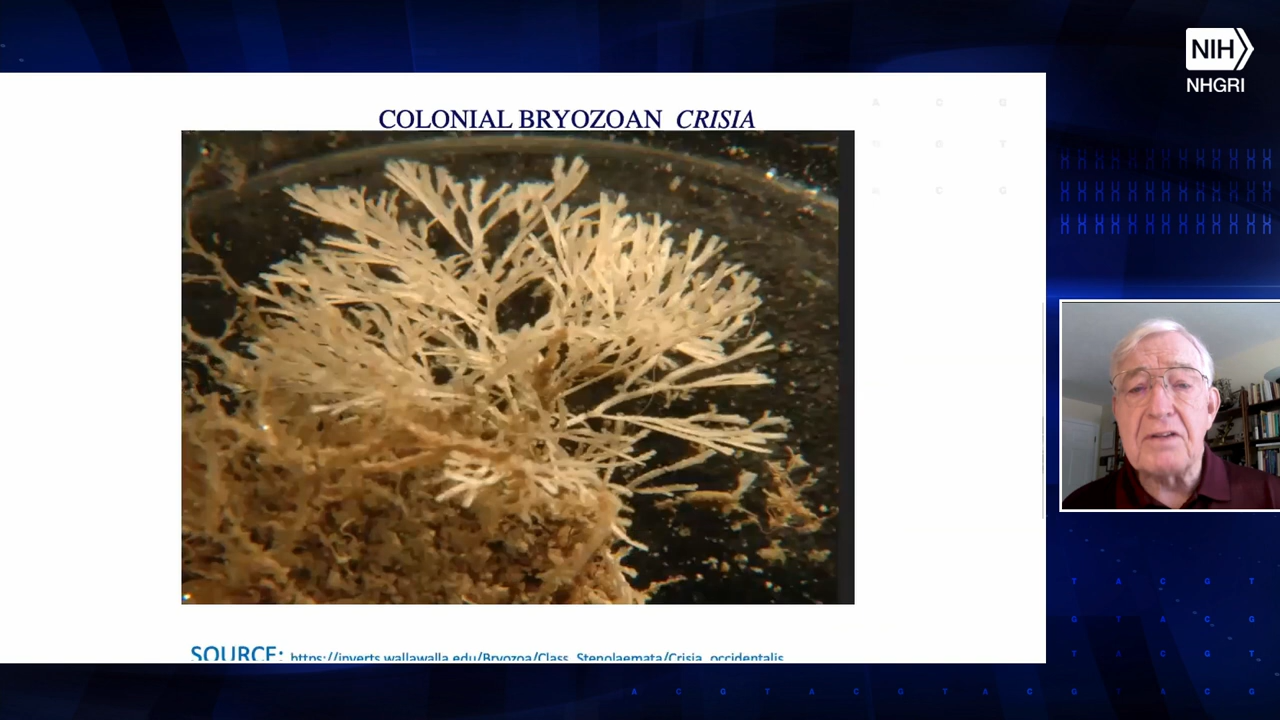 NIH
NHGRI
COLONIAL BRYOZOAN CRISIA
A C G
G T
C G
SOURCE: https://inverts.wallawalla.edu/Bryozoa/Class_Stenolaemata/Crisia_occidentalis
T A C G T
G T A C G
T A C G T
A C G T A C G T A C G T A C G